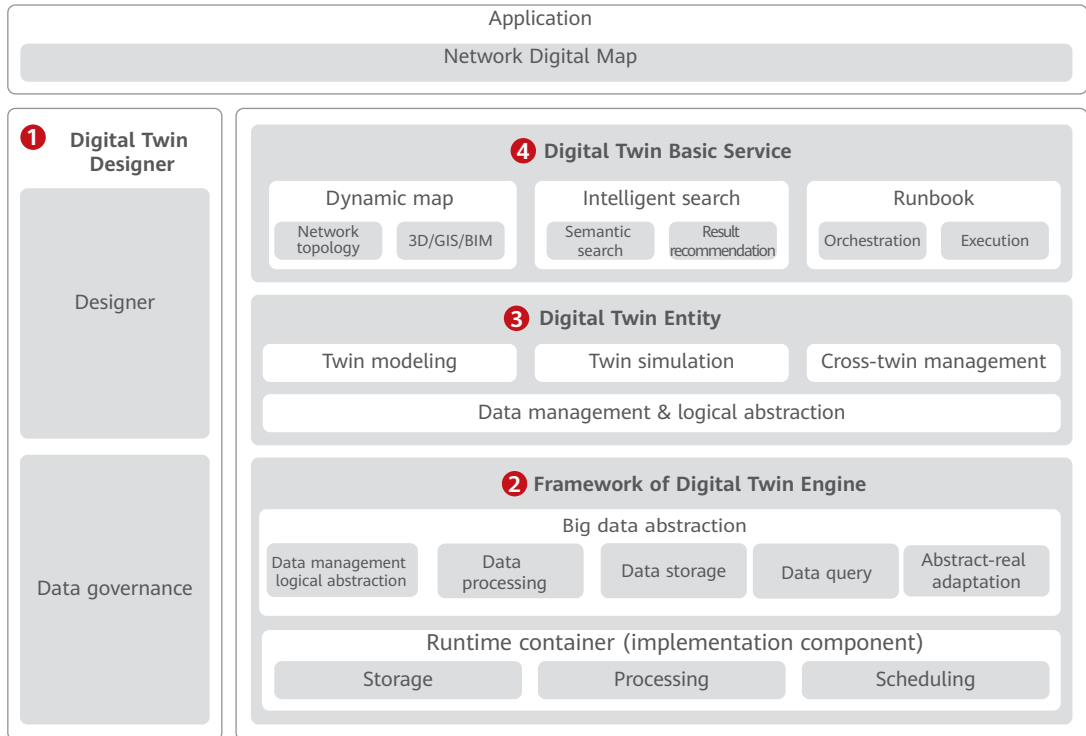 Application
Network Digital Map
1 Digital Twin
Designer
Designer
Data governance
4 Digital Twin Basic Service
Dynamic map
Network
topology
3D/GIS/BIM
Intelligent search
Semantic
search
Result
recommendation
Runbook
Orchestration
Execution
3 Digital Twin Entity
Twin modeling
Twin simulation
Cross-twin management
Data management & logical abstraction
2 Framework of Digital Twin Engine
Big data abstraction
Data management
logical abstraction
Data
processing
Data storage
Data query
Abstract-real
adaptation
Runtime container (implementation component)
Storage
Processing
Scheduling